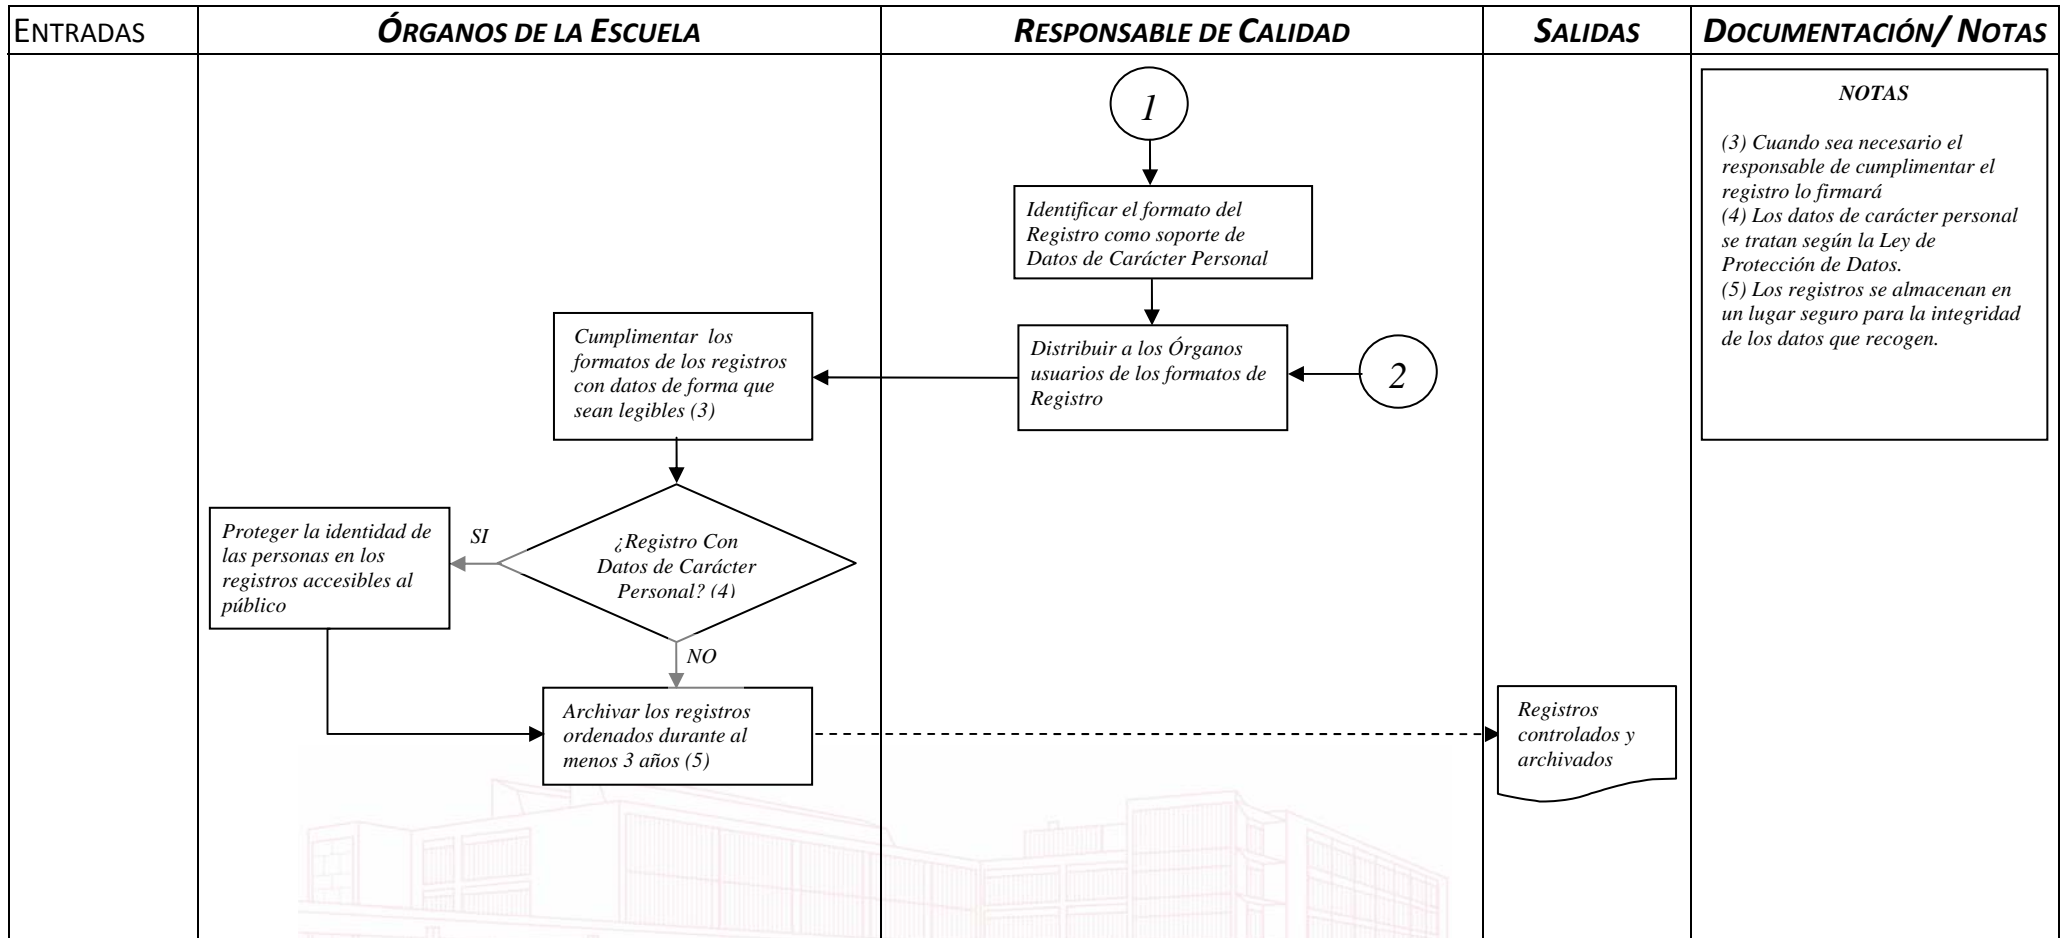 ENTRADAS
ÓRGANOS DE LA ESCUELA
RESPONSABLE DE CALIDAD
SALIDAS
DOCUMENTACIÓN/ NOTAS
1
Identificar el formato del
Registro como soporte de
Datos de Carácter Personal
Distribuir a los Órganos
usuarios de los formatos de
Registro
2
Cumplimentar los
formatos de los registros
con datos de forma que
sean legibles (3)
¿Registro Con
Datos de Carácter
Personal? (4)
SI
Proteger la identidad de
las personas en los
registros accesibles al
público
NO
Archivar los registros
ordenados durante al
menos 3 años (5)
Registros
controlados y
archivados
NOTAS
(3) Cuando sea necesario el
responsable de cumplimentar el
registro lo firmará
(4) Los datos de carácter personal
se tratan según la Ley de
Protección de Datos.
(5) Los registros se almacenan en
un lugar seguro para la integridad
de los datos que recogen.